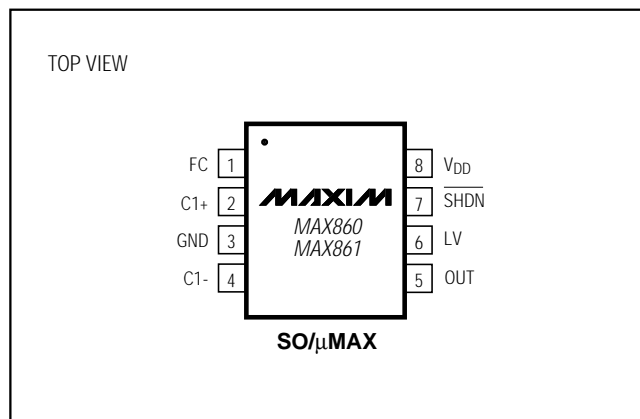 TOP VIEW
FC 1
C1+ 2
GND 3
C1- 4
MAXIM
MAX860
MAX861
8 VDD
7 SHDN
6 LV
5 OUT
SO/μMAX